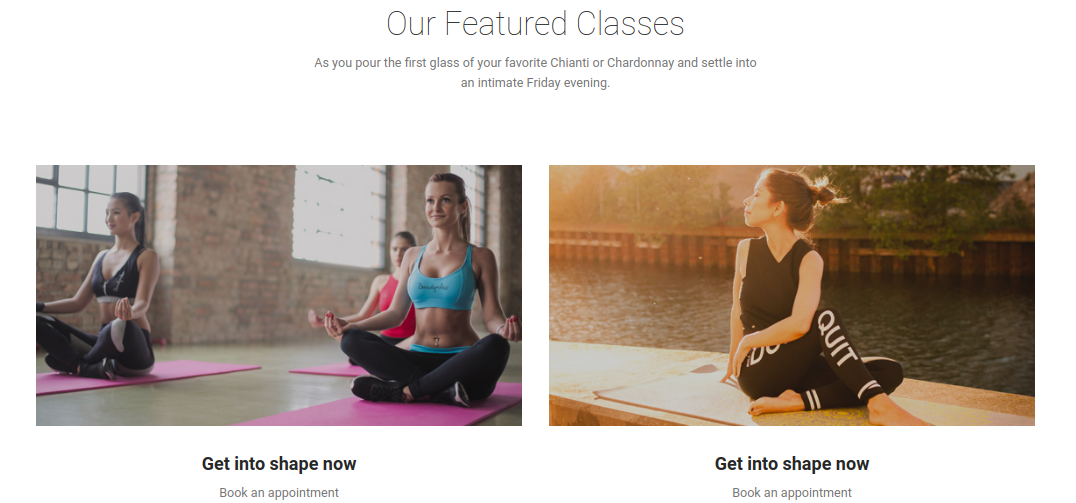 Our Featured Classes
As you pour the first glass of your favorite Chianti or Chardonnay and settle into
an intimate Friday evening.
QUIT
Get into shape now
Get into shape now
Book an appointment
Book an appointment